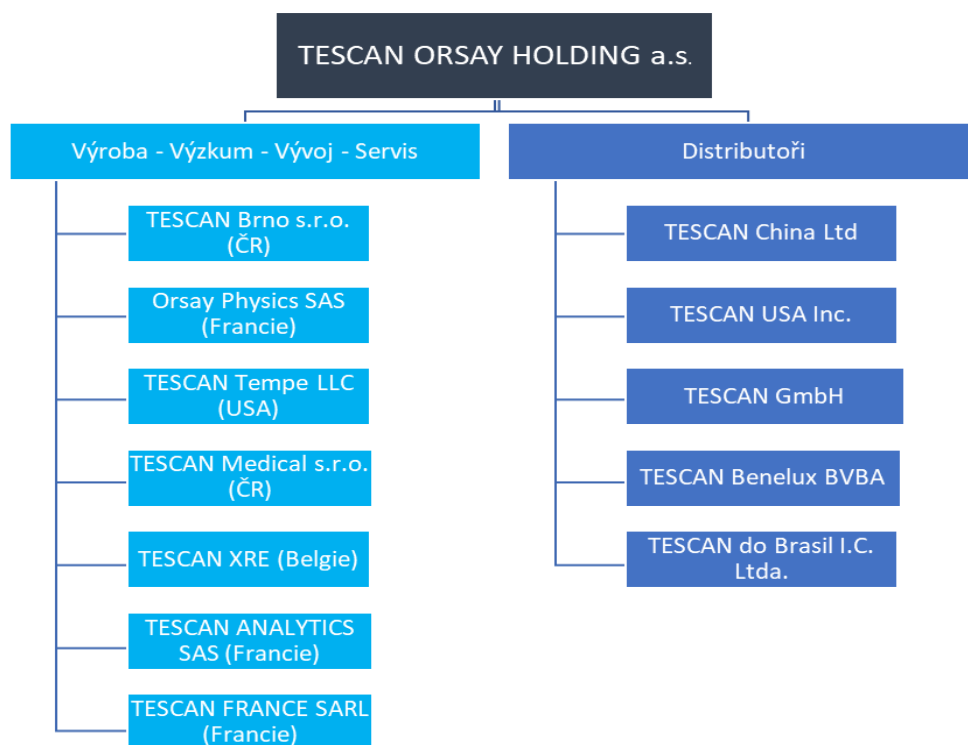 TESCAN ORSAY HOLDING a.s.
Výroba - Výzkum - Vývoj - Servis
TESCAN Brno s.r.o.
(ČR)
Orsay Physics SAS
(Francie)
TESCAN Tempe LLC
(USA)
TESCAN Medical s.r.o.
(ČR)
TESCAN XRE (Belgie)
TESCAN ANALYTICS
SAS (Francie)
TESCAN FRANCE SARL
(Francie)
Distributoři
TESCAN China Ltd
TESCAN USA Inc.
TESCAN GmbH
TESCAN Benelux BVBA
TESCAN do Brasil I.C.
Ltda.